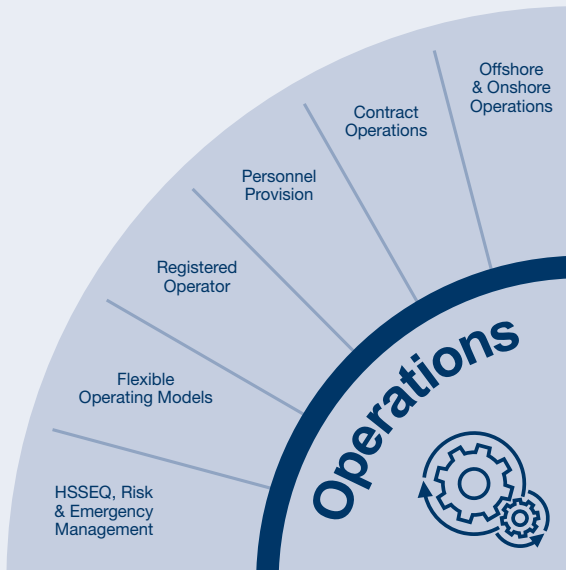 Offshore
& Onshore
Operations
Contract
Operations
Personnel
Provision
Registered
Operator
Flexible
Operating Models
HSSEQ, Risk
& Emergency
Management
Operations